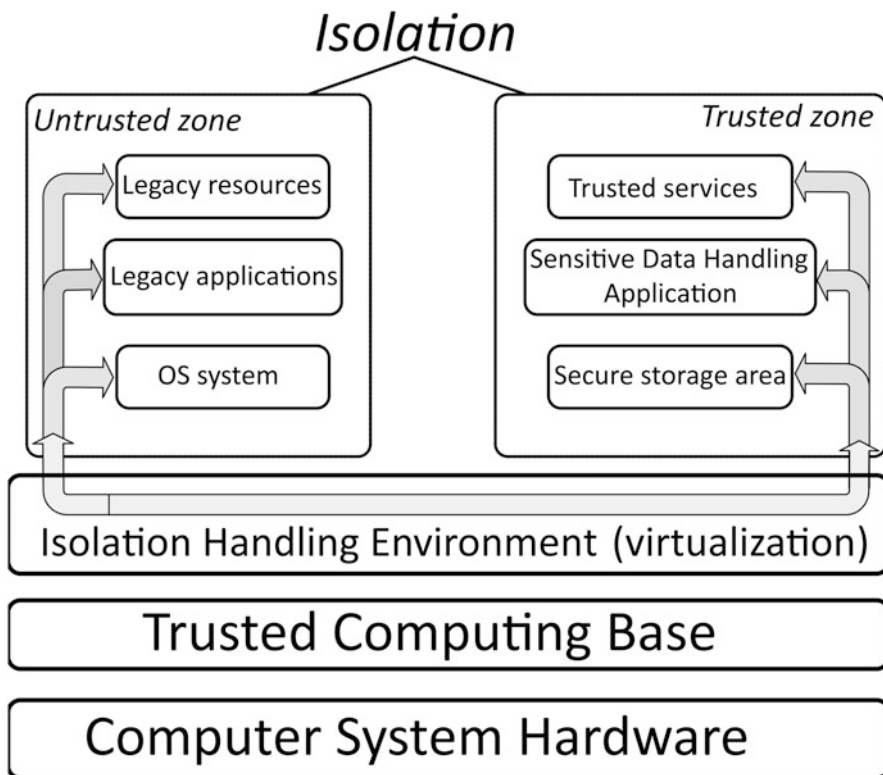 Isolation
Untrusted zone
Legacy resources
Legacy applications
OS system
Trusted zone
Trusted services
Sensitive Data Handling
Application
Secure storage area
Isolation Handling Environment (virtualization)
Trusted Computing Base
Computer System Hardware